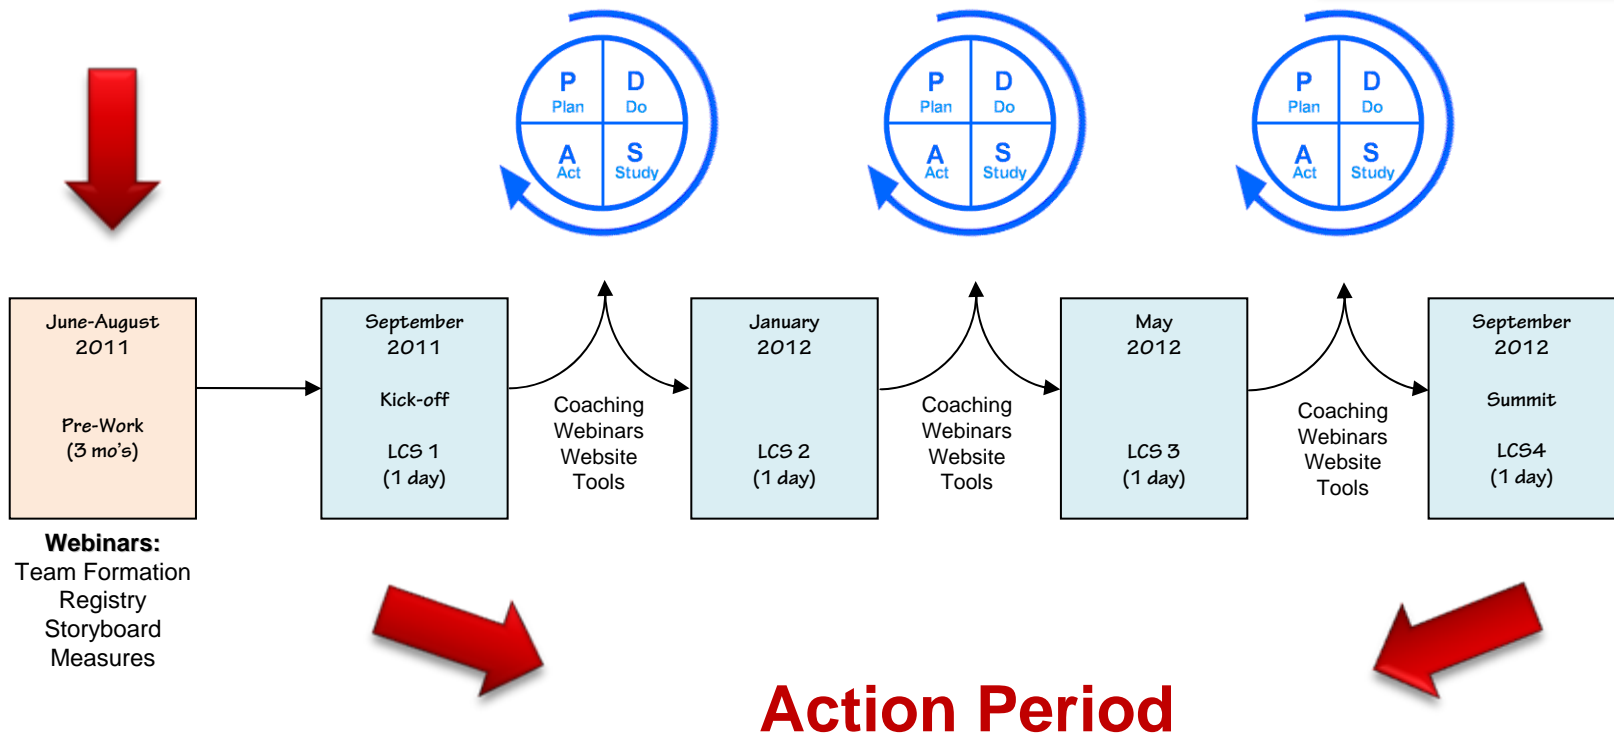 P
Plan
D
Do
A
Act
S
Study
P
Plan
D
Do
A
Act
S
Study
P
Plan
D
Do
A
Act
S
Study
June-August
2011
Pre-Work
(3 mo's)
Webinars:
Team Formation
Registry
Storyboard
Measures
September
2011
Kick-off
LCS 1
(1 day)
Coaching
Webinars
Website
Tools
January
2012
LCS 2
(1 day)
Coaching
Webinars
Website
Tools
May
2012
LCS 3
(1 day)
Coaching
Webinars
Website
Tools
September
2012
Summit
LCS4
(1 day)
Action Period